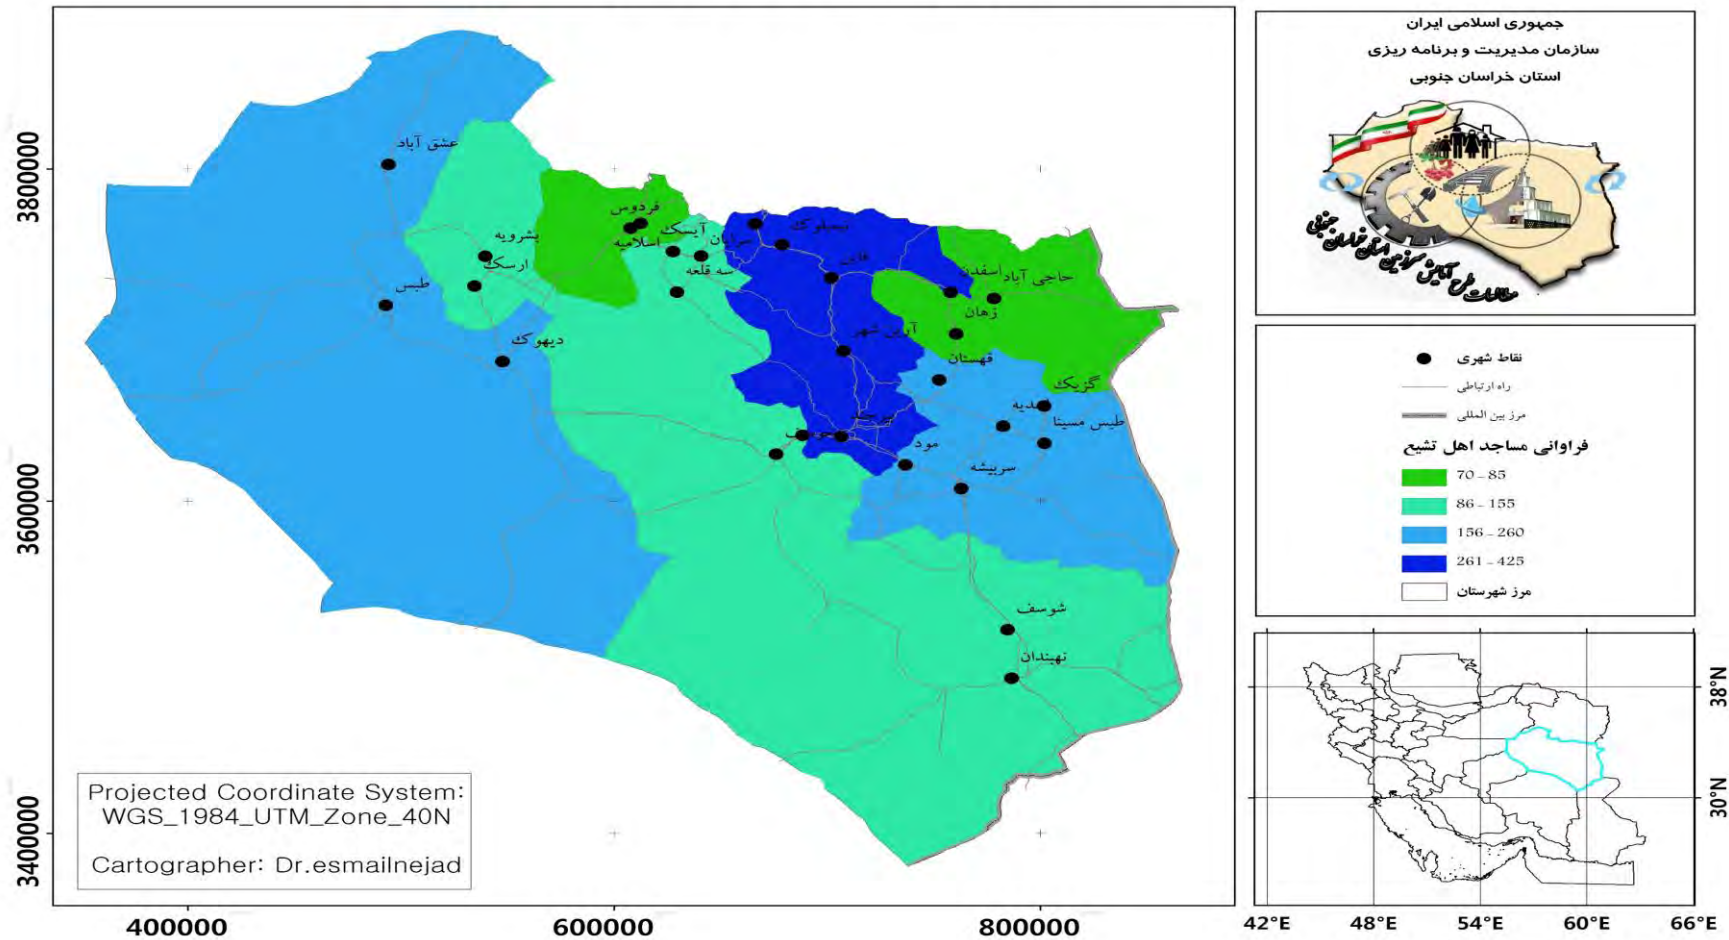 جمهوری اسلامی ایران
سازمان مدیریت و برنامه ریزی
استان خراسان جنوبی
مطالعات طرح آمایش سرزمین استان خراسان جنوبی
نقاط شهری
راه ارتباطی
مرز بین المللی
فراوانی مساجد اهل تشیع
70 - 85
86 - 155
156 - 260
261 - 425
مرز شهرستان
عشق آباد
بشرویه
ارسک
طبس
دیهوک
فردوس
اسلامیه
آیسک
سرایان
سه قلعه
نیمبلوک
قاین
اسفدن
حاجی آباد
زهان
آرین شهر
قهستان
گزیک
طبس مسینا
مود
سربیشه
شوسف
نهبندان
Projected Coordinate System:
WGS_1984_UTM_Zone_40N
Cartographer: Dr.esmailnejad
3800000
3600000
3400000
400000
600000
800000
38°N
30°N
42°E
48°E
54°E
60°E
66°E